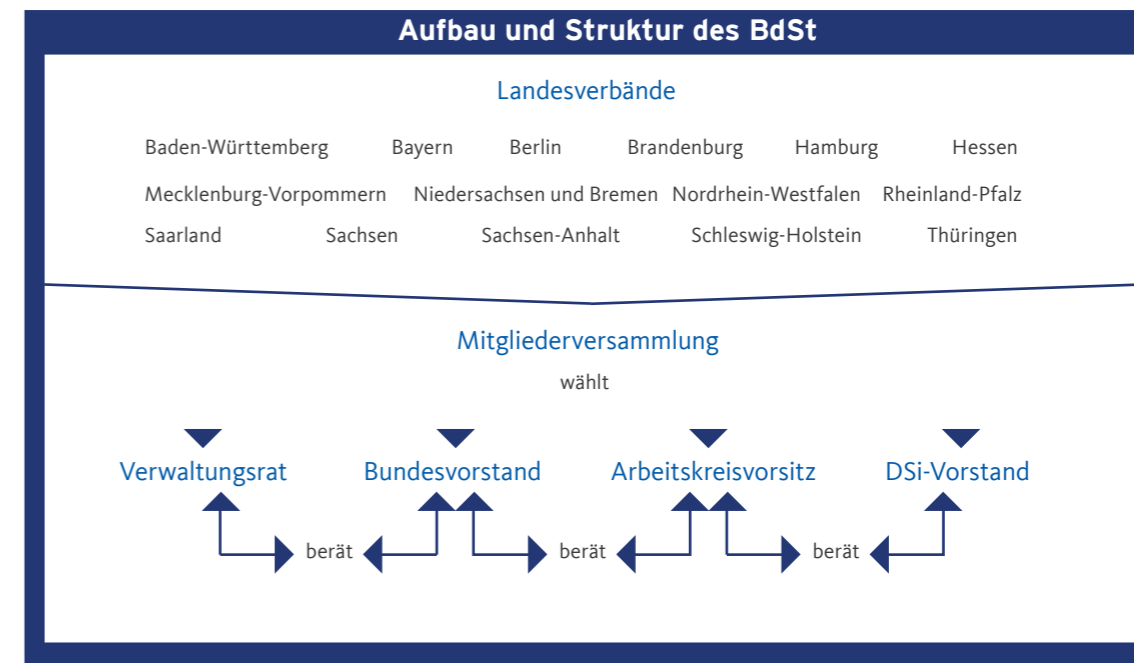 Aufbau und Struktur des BdSt
Landesverbände
Baden-Württemberg Bayern Berlin Brandenburg Hamburg Hessen
Mecklenburg-Vorpommern Niedersachsen und Bremen Nordrhein-Westfalen Rheinland-Pfalz
Saarland Sachsen Sachsen-Anhalt Schleswig-Holstein Thüringen
Mitgliederversammlung
wählt
Verwaltungsrat Bundesvorstand Arbeitskreisvorsitz DSi-Vorstand
berät berät berät